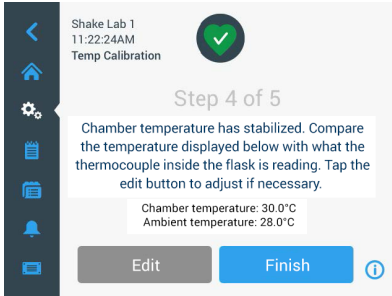 Shake Lab 1
11:22:24AM
Temp Calibration
Step 4 of 5
Chamber temperature has stabilized. Compare
the temperature displayed below with what the
thermocouple inside the flask is reading. Tap the
edit button to adjust if necessary.
Chamber temperature: 30.0°C
Ambient temperature: 28.0°C
Edit
Finish